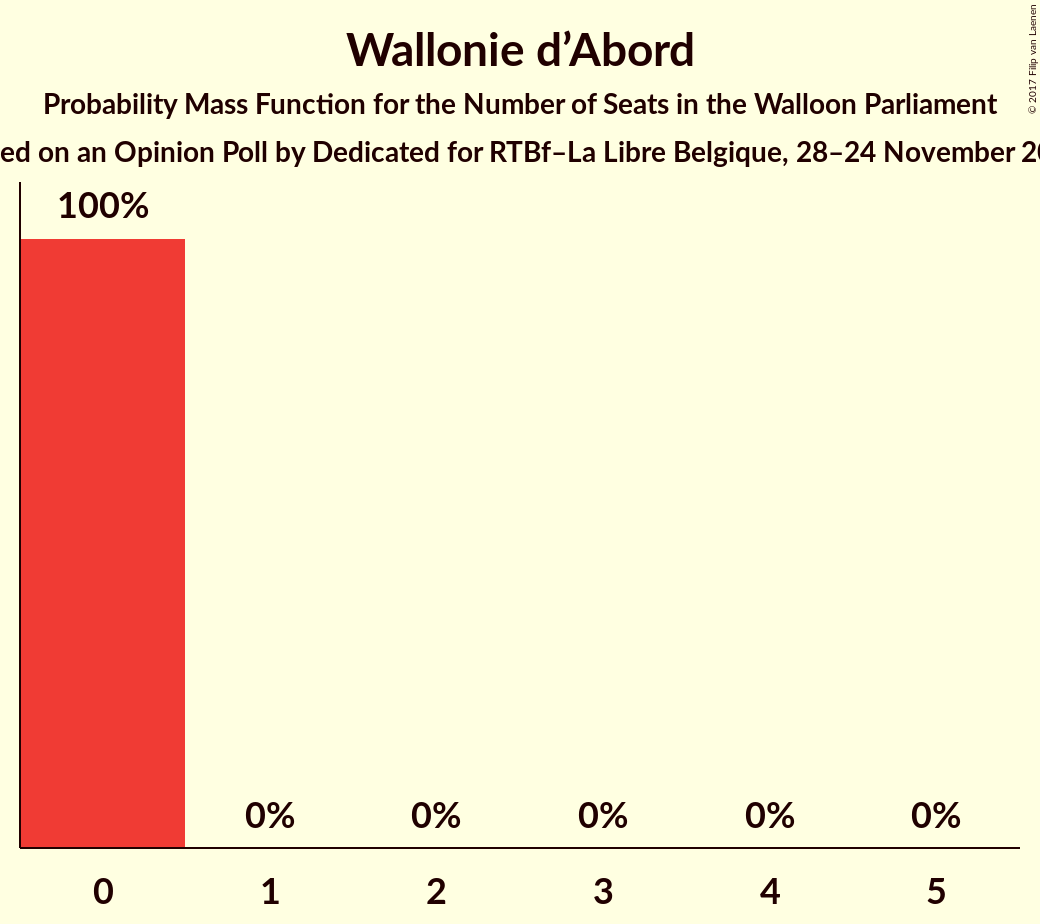 Wallonie d’Abord
Probability Mass Function for the Number of Seats in the Walloon Parliament
ed on an Opinion Poll by Dedicated for RTBf–La Libre Belgique, 28–24 November 20
© 2017 Filip van Laenen
100%
0% 0% 0% 0% 0%
0 1 2 3 4 5